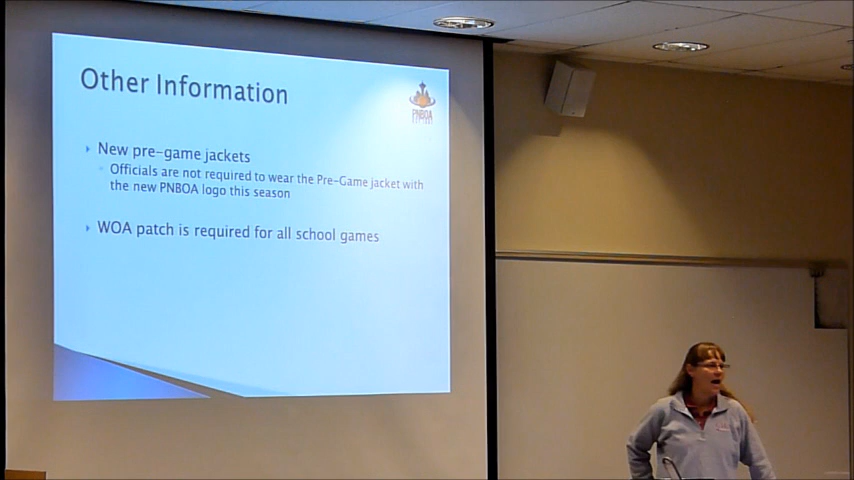 Other Information
PNBOA
New pre-game jackets
Officials are not required to wear the Pre-Game jacket with
the new PNBOA logo this season
WOA patch is required for all school games